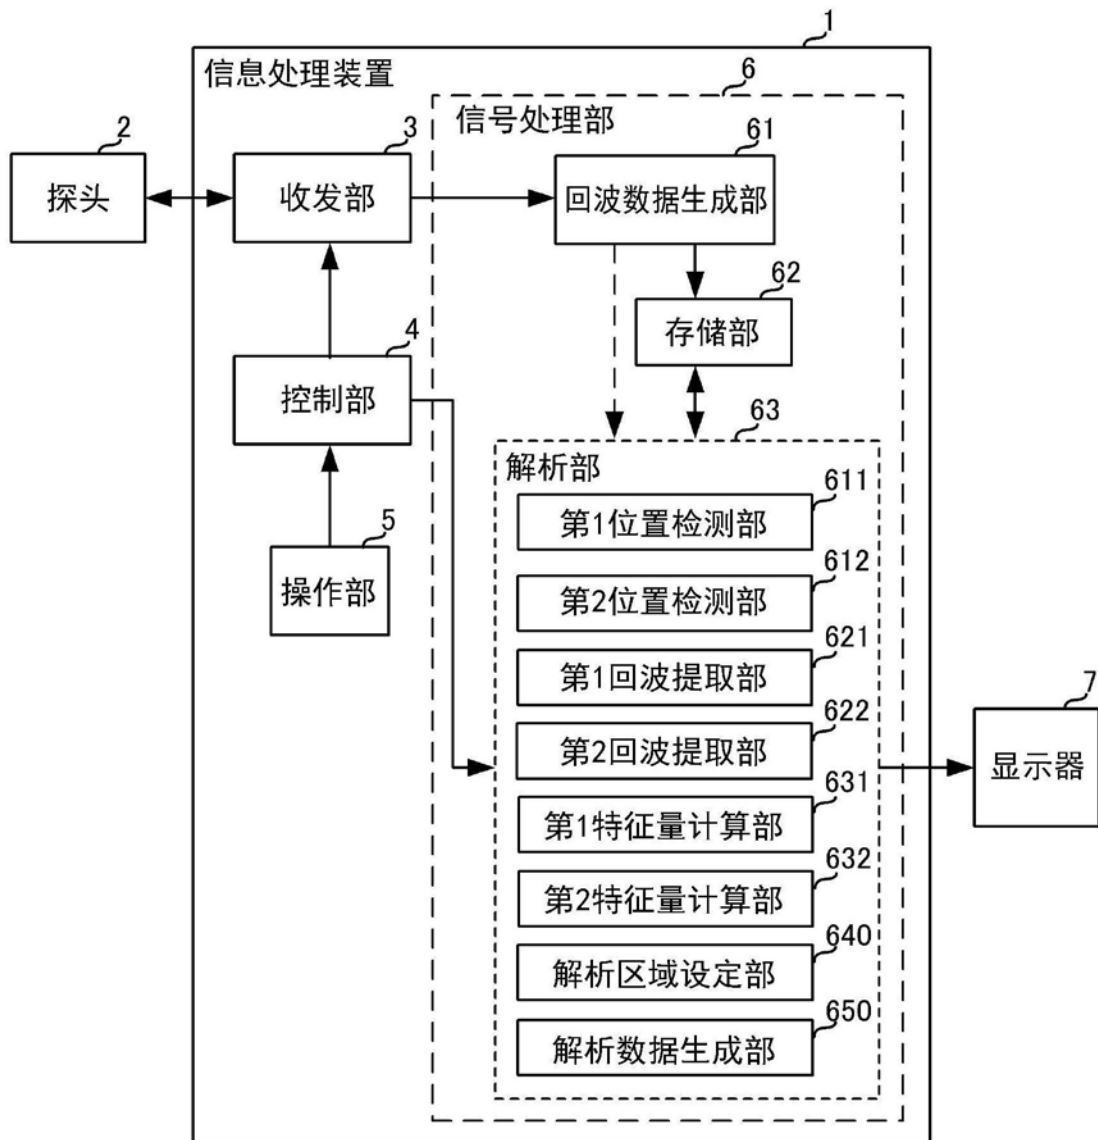 1
信息处理装置
6
信号处理部
2
探头
3
收发部
61
回波数据生成部
62
存储部
4
控制部
63
解析部
5
操作部
611
第1位置检测部
612
第2位置检测部
621
第1回波提取部
622
第2回波提取部
631
第1特征量计算部
632
第2特征量计算部
640
解析区域设定部
650
解析数据生成部
7
显示器